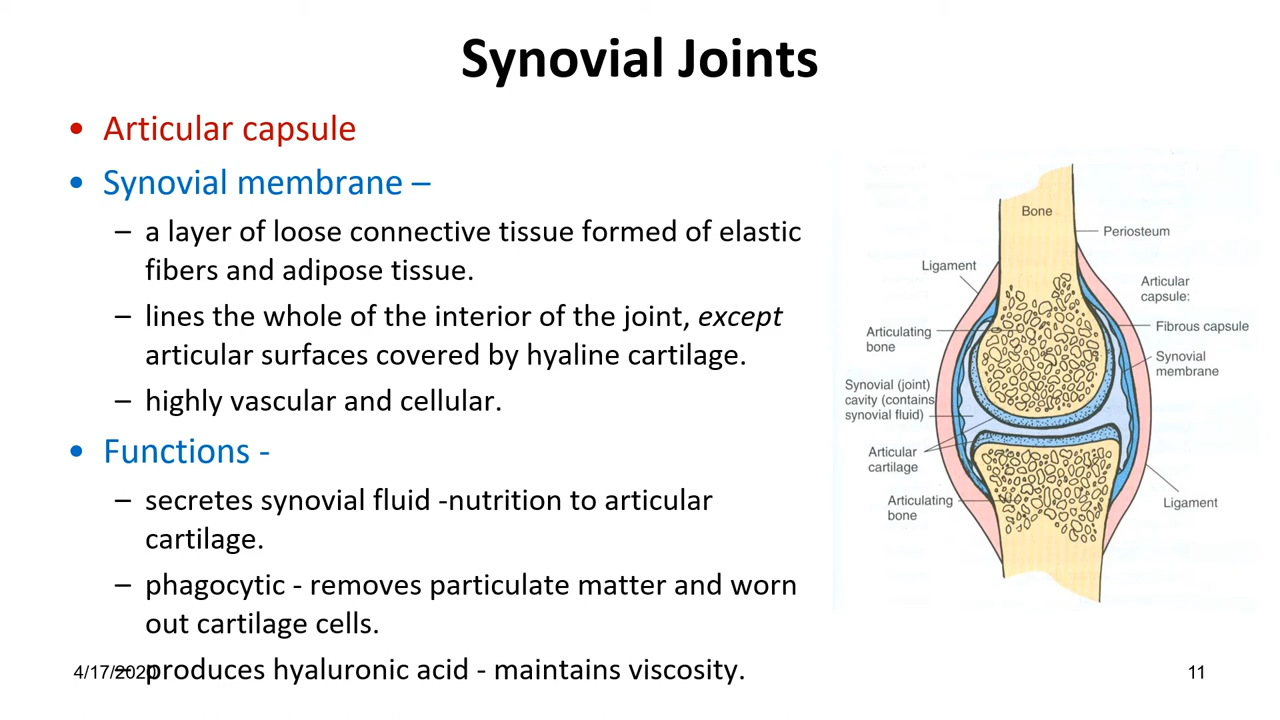 Synovial Joints
• Articular capsule
• Synovial membrane –
– a layer of loose connective tissue formed of elastic
fibers and adipose tissue.
– lines the whole of the interior of the joint, except
articular surfaces covered by hyaline cartilage.
– highly vascular and cellular.
• Functions -
– secretes synovial fluid -nutrition to articular
cartilage.
– phagocytic - removes particulate matter and worn
out cartilage cells.
– produces hyaluronic acid - maintains viscosity.
Bone
Periosteum
Ligament
Articular
capsule:
Fibrous capsule
Articulating
bone
Synovial
membrane
Synovial (joint)
cavity (contains
synovial fluid)
Articular
cartilage
Articulating
bone
Ligament
4/17/2020
11